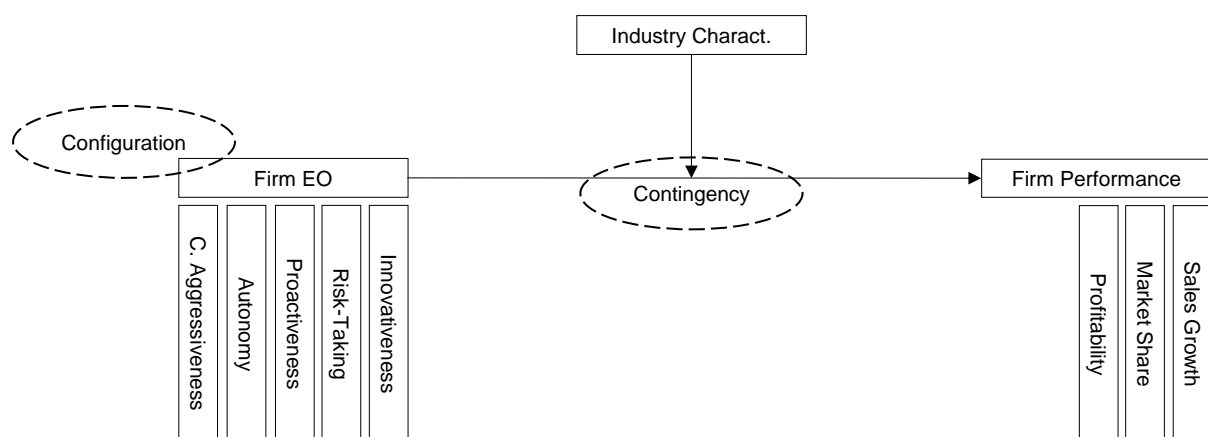 Industry Charact.
Configuration
Firm EO
Contingency
Firm Performance
C. Aggressiveness
Autonomy
Proactiveness
Risk-Taking
Innovativeness
Profitability
Market Share
Sales Growth